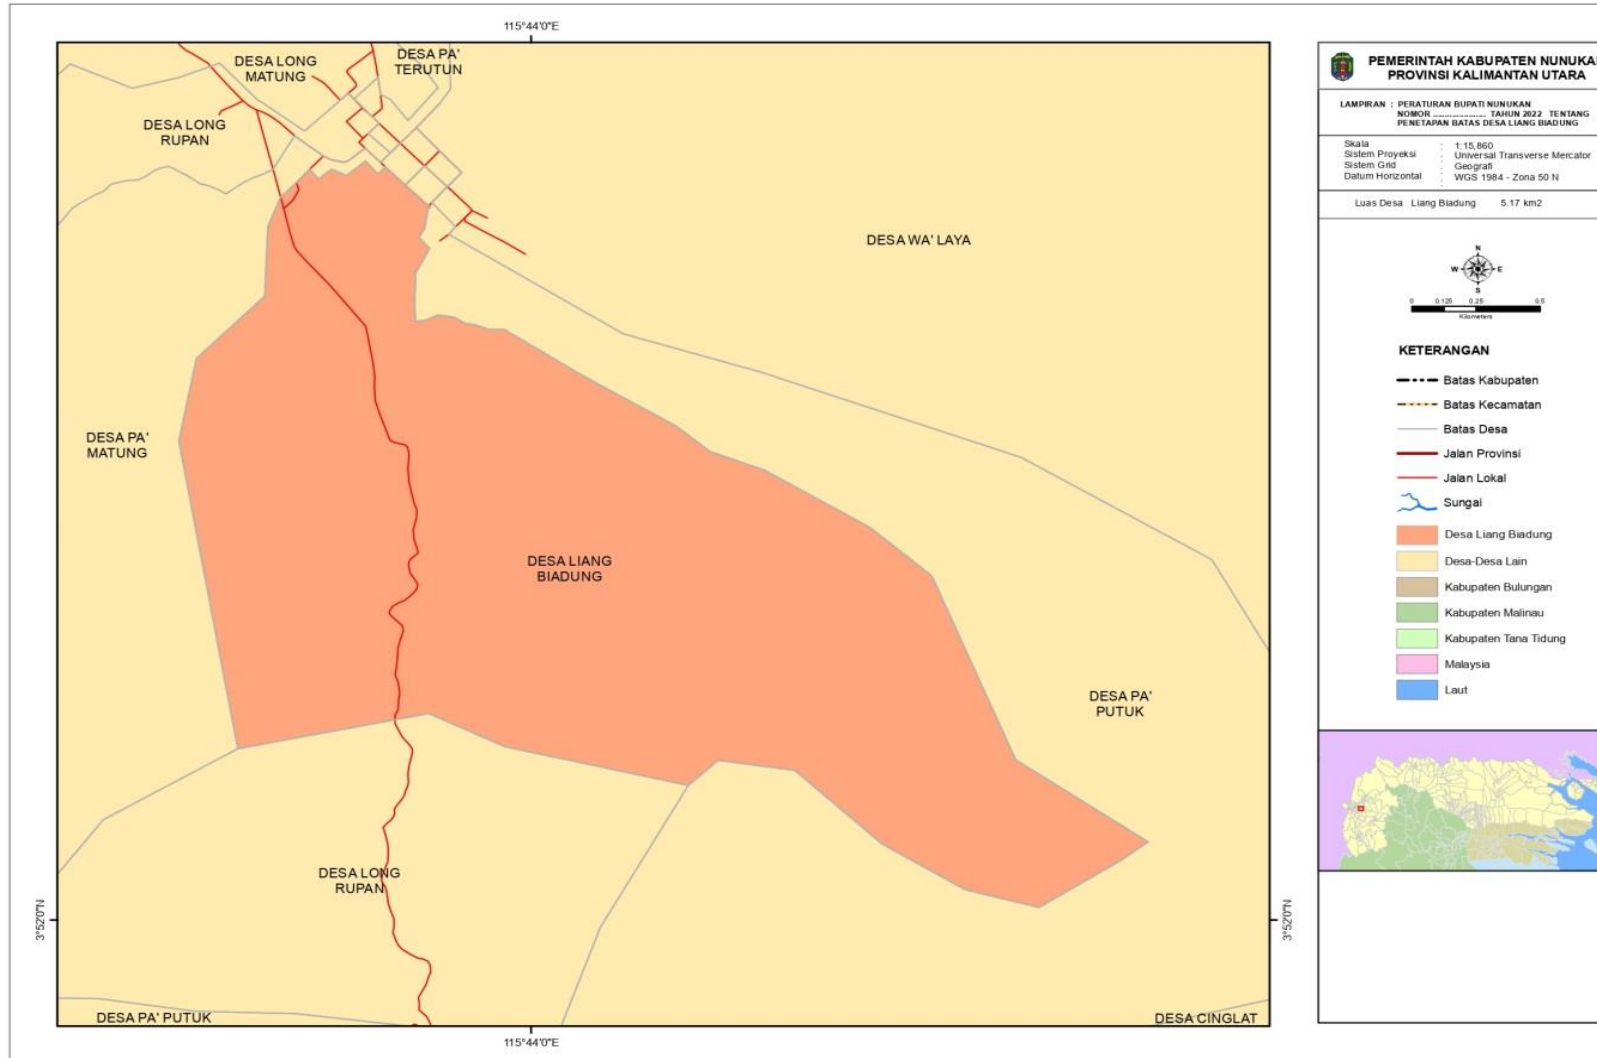 115°44'0"E
DESA LONG
MATUNG
DESA PA'
TERUTUN
DESA LONG
RUPAN
DESA WA' LAYA
DESA PA'
MATUNG
DESA LIANG
BIADUNG
DESA PA'
PUTUK
DESA LONG
RUPAN
3°52'0"N
3°52'0"N
DESA PA' PUTUK
DESA CINGLAT
115°44'0"E
PEMERINTAH KABUPATEN NUNUKAN
PROVINSI KALIMANTAN UTARA
LAMPIRAN : PERATURAN BUPATI NUNUKAN
NOMOR ...................... TAHUN 2022 TENTANG
PENETAPAN BATAS DESA LIANG BIADUNG
Skala : 1:15,860
Sistem Proyeksi : Universal Transverse Mercator
Sistem Grid : Geografi
Datum Horizontal : WGS 1984 - Zona 50 N
:
Luas Desa Liang Biadung 5.17 km2
N
W E
S
0 0.125 0.25 0.5
Kilometers
KETERANGAN
Batas Kabupaten
Batas Kecamatan
Batas Desa
Jalan Provinsi
Jalan Lokal
Sungai
Desa Liang Biadung
Desa-Desa Lain
Kabupaten Bulungan
Kabupaten Malinau
Kabupaten Tana Tidung
Malaysia
Laut